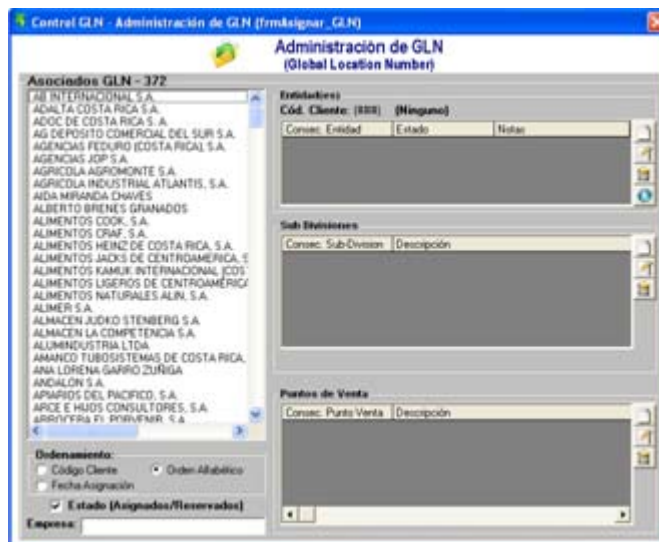 Control GLN - Administración de GLN (frmAsignar_GLN)
Administración de GLN
(Global Location Number)
Asociados GLN - 372
AB INTERNACIONAL S.A.
ADALTA COSTA RICA S.A.
ADOC DE COSTA RICA S. A.
AG DEPOSITO COMERCIAL DEL SUR S.A.
AGENCIAS FEDURO (COSTA RICA), S.A.
AGENCIAS JOP S.A.
AGRICOLA AGROMONTE S.A.
AGRICOLA INDUSTRIAL ATLANTIS, S.A.
AIDA MIRANDA CHAVES
ALBERTO BRENES GRANADOS
ALIMENTOS COOK, S.A.
ALIMENTOS CRAF, S.A.
ALIMENTOS HEINZ DE COSTA RICA, S.A.
ALIMENTOS JACKS DE CENTROAMERICA, S
ALIMENTOS KAMUK INTERNACIONAL (COS
ALIMENTOS LIGEROS DE CENTROAMÉRICA
ALIMENTOS NATURALES ALIN, S.A.
ALIMER S.A.
ALMACEN JUDKO STENBERG S.A.
ALMACEN LA COMPETENCIA S.A.
ALUMINDUSTRIA LTDA
AMANCO TUBOSISTEMAS DE COSTA RICA,
ANA LORENA GARRO ZUÑIGA
ANDALON S.A.
APIARIOS DEL PACIFICO, S.A.
ARCE E HIJOS CONSULTORES, S.A.
ARROCERA EL PORVENIR, S.A.
Ordenamiento:
Código Cliente
Orden Alfabético
Fecha Asignación
Estado (Asignados/Reservados)
Empresa:
Entidad(es)
Cód. Cliente: (Ninguno)
Consec. Entidad Estado Notas
Sub Divisiones
Consec. Sub-Division Descripción
Puntos de Venta
Consec. Punto Venta Descripción